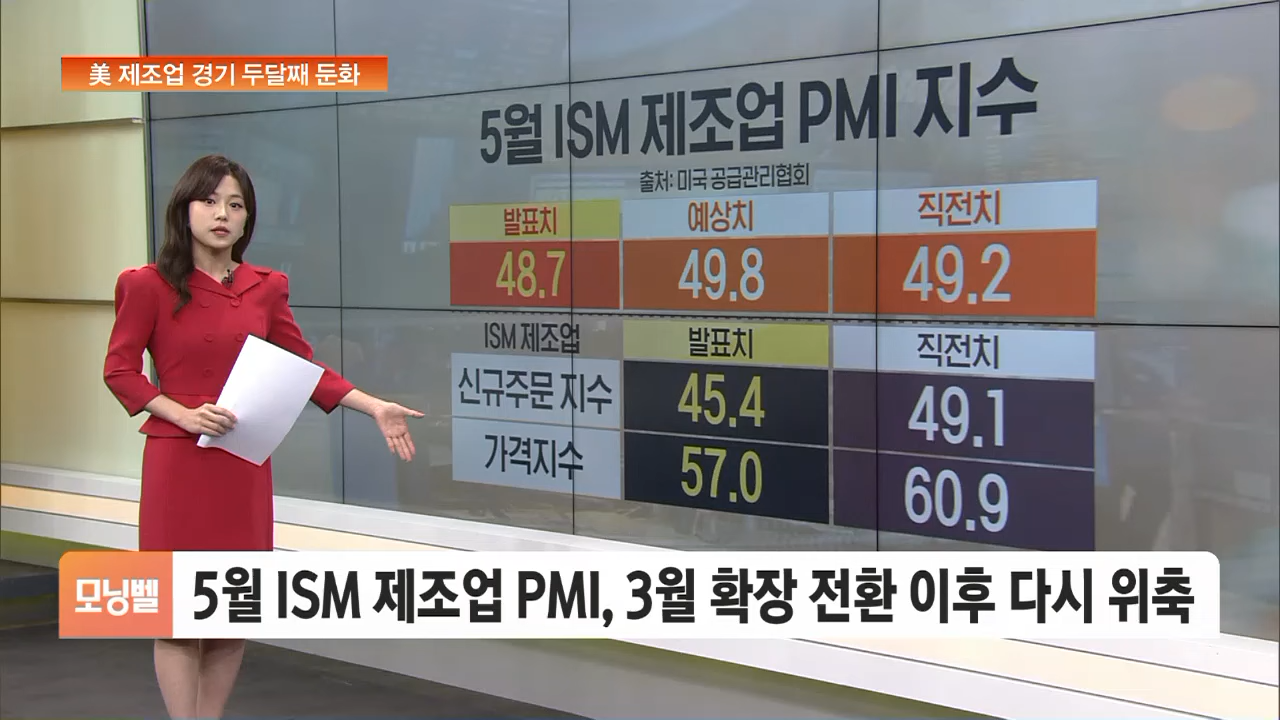 美 제조업 경기 두달째 둔화
5월 ISM 제조업 PMI 지수
출처: 미국 공급관리협회
발표치 예상치 직전치
48.7 49.8 49.2
ISM 제조업 발표치 직전치
신규주문 지수 45.4 49.1
가격지수 57.0 60.9
모닝벨
5월 ISM 제조업 PMI, 3월 확장 전환 이후 다시 위축